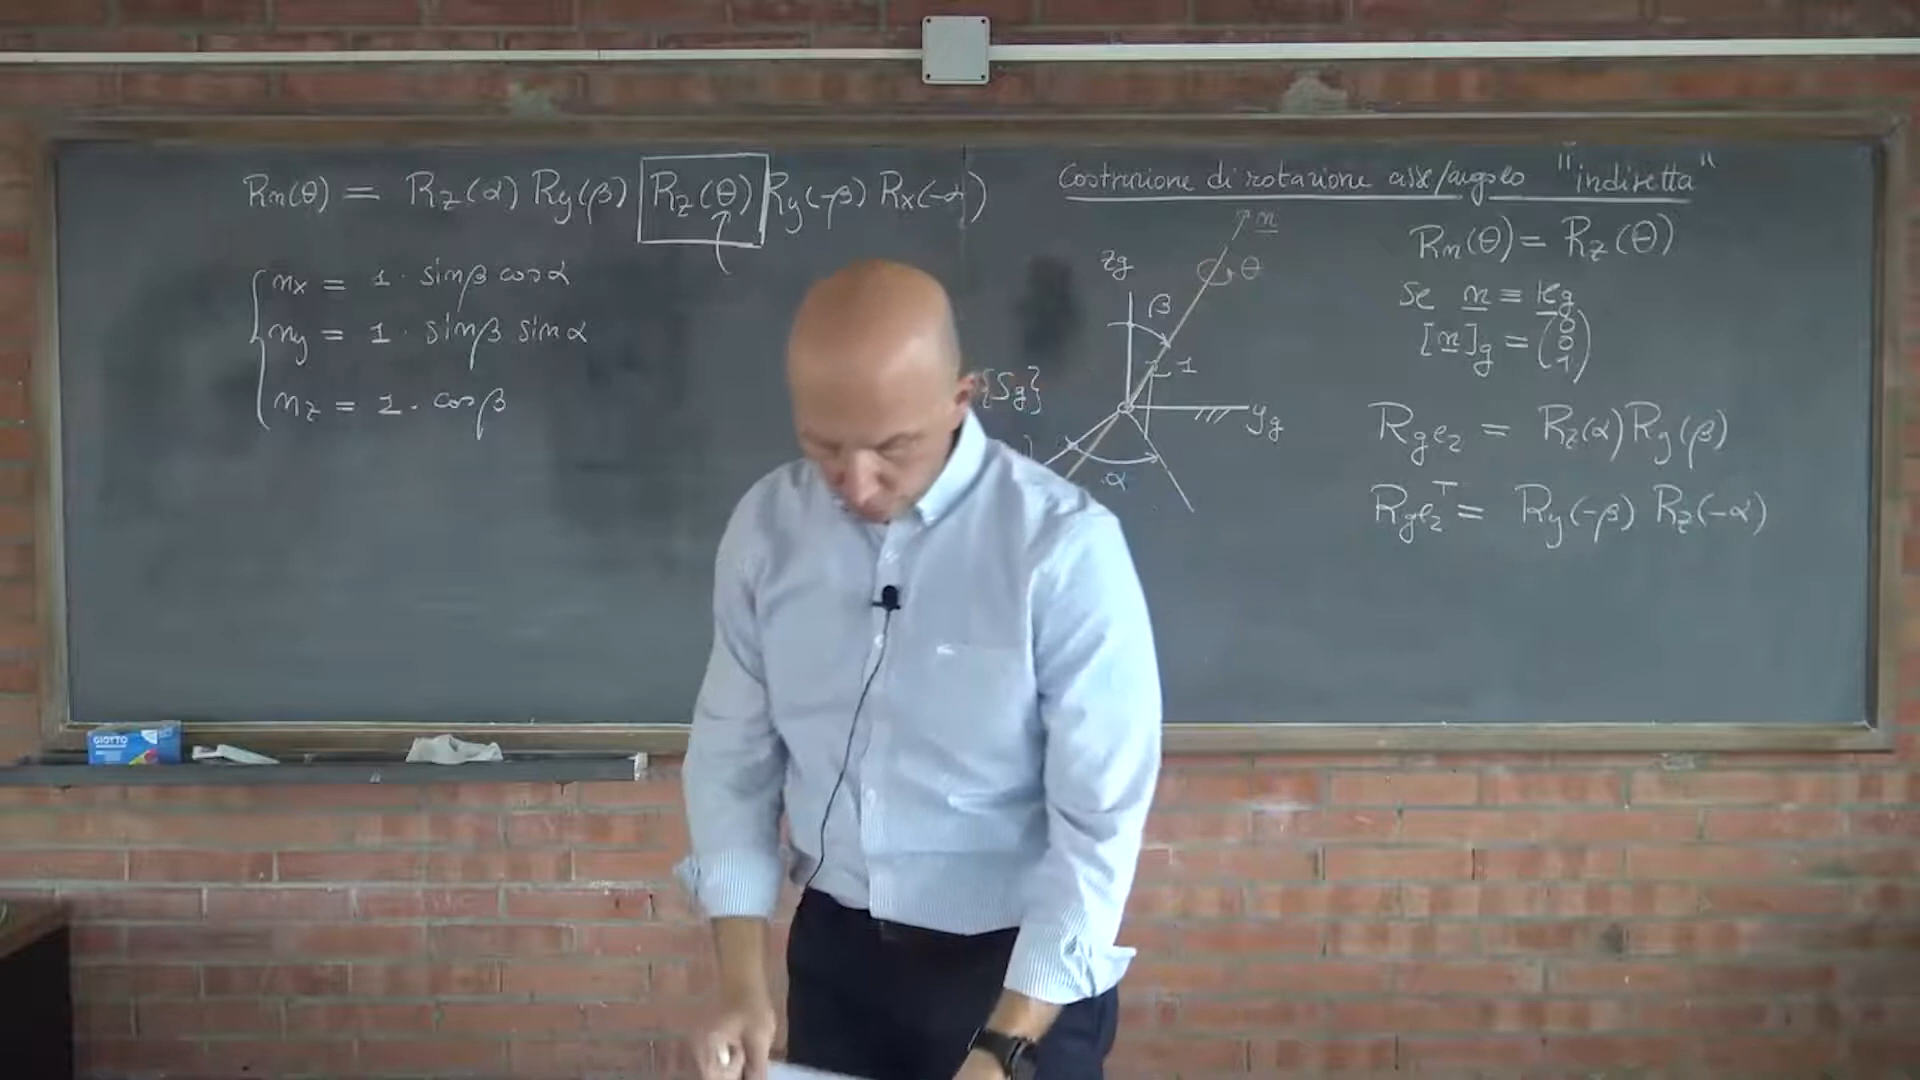 Rn(θ) = Rz(α) Ry(β) Rz(θ) Ry(-β) Rx(-α)
nx = 1 · sinβ cosα
ny = 1 · sinβ sinα
nz = 1 · cosβ
Costruzione di rotazione asse/angolo "indiretta"
n
θ
zg
β
1
{Sg}
yg
α
Rn(θ) = Rz(θ)
Se n ≡ kg
[n]g = (0 0 1)
Rge2 = Rz(α) Ry(β)
Rge2^T = Ry(-β) Rz(-α)
GIOTTO